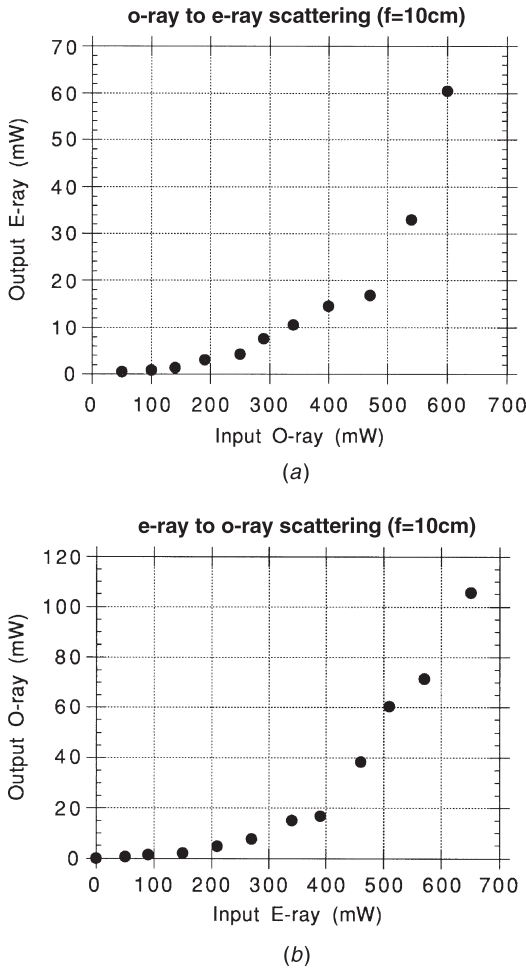 o-ray to e-ray scattering (f=10cm)
70
60
50
40
30
20
10
0
Output E-ray (mW)
0 100 200 300 400 500 600 700
Input O-ray (mW)
(a)
e-ray to o-ray scattering (f=10cm)
120
100
80
60
40
20
0
Output O-ray (mW)
0 100 200 300 400 500 600 700
Input E-ray (mW)
(b)